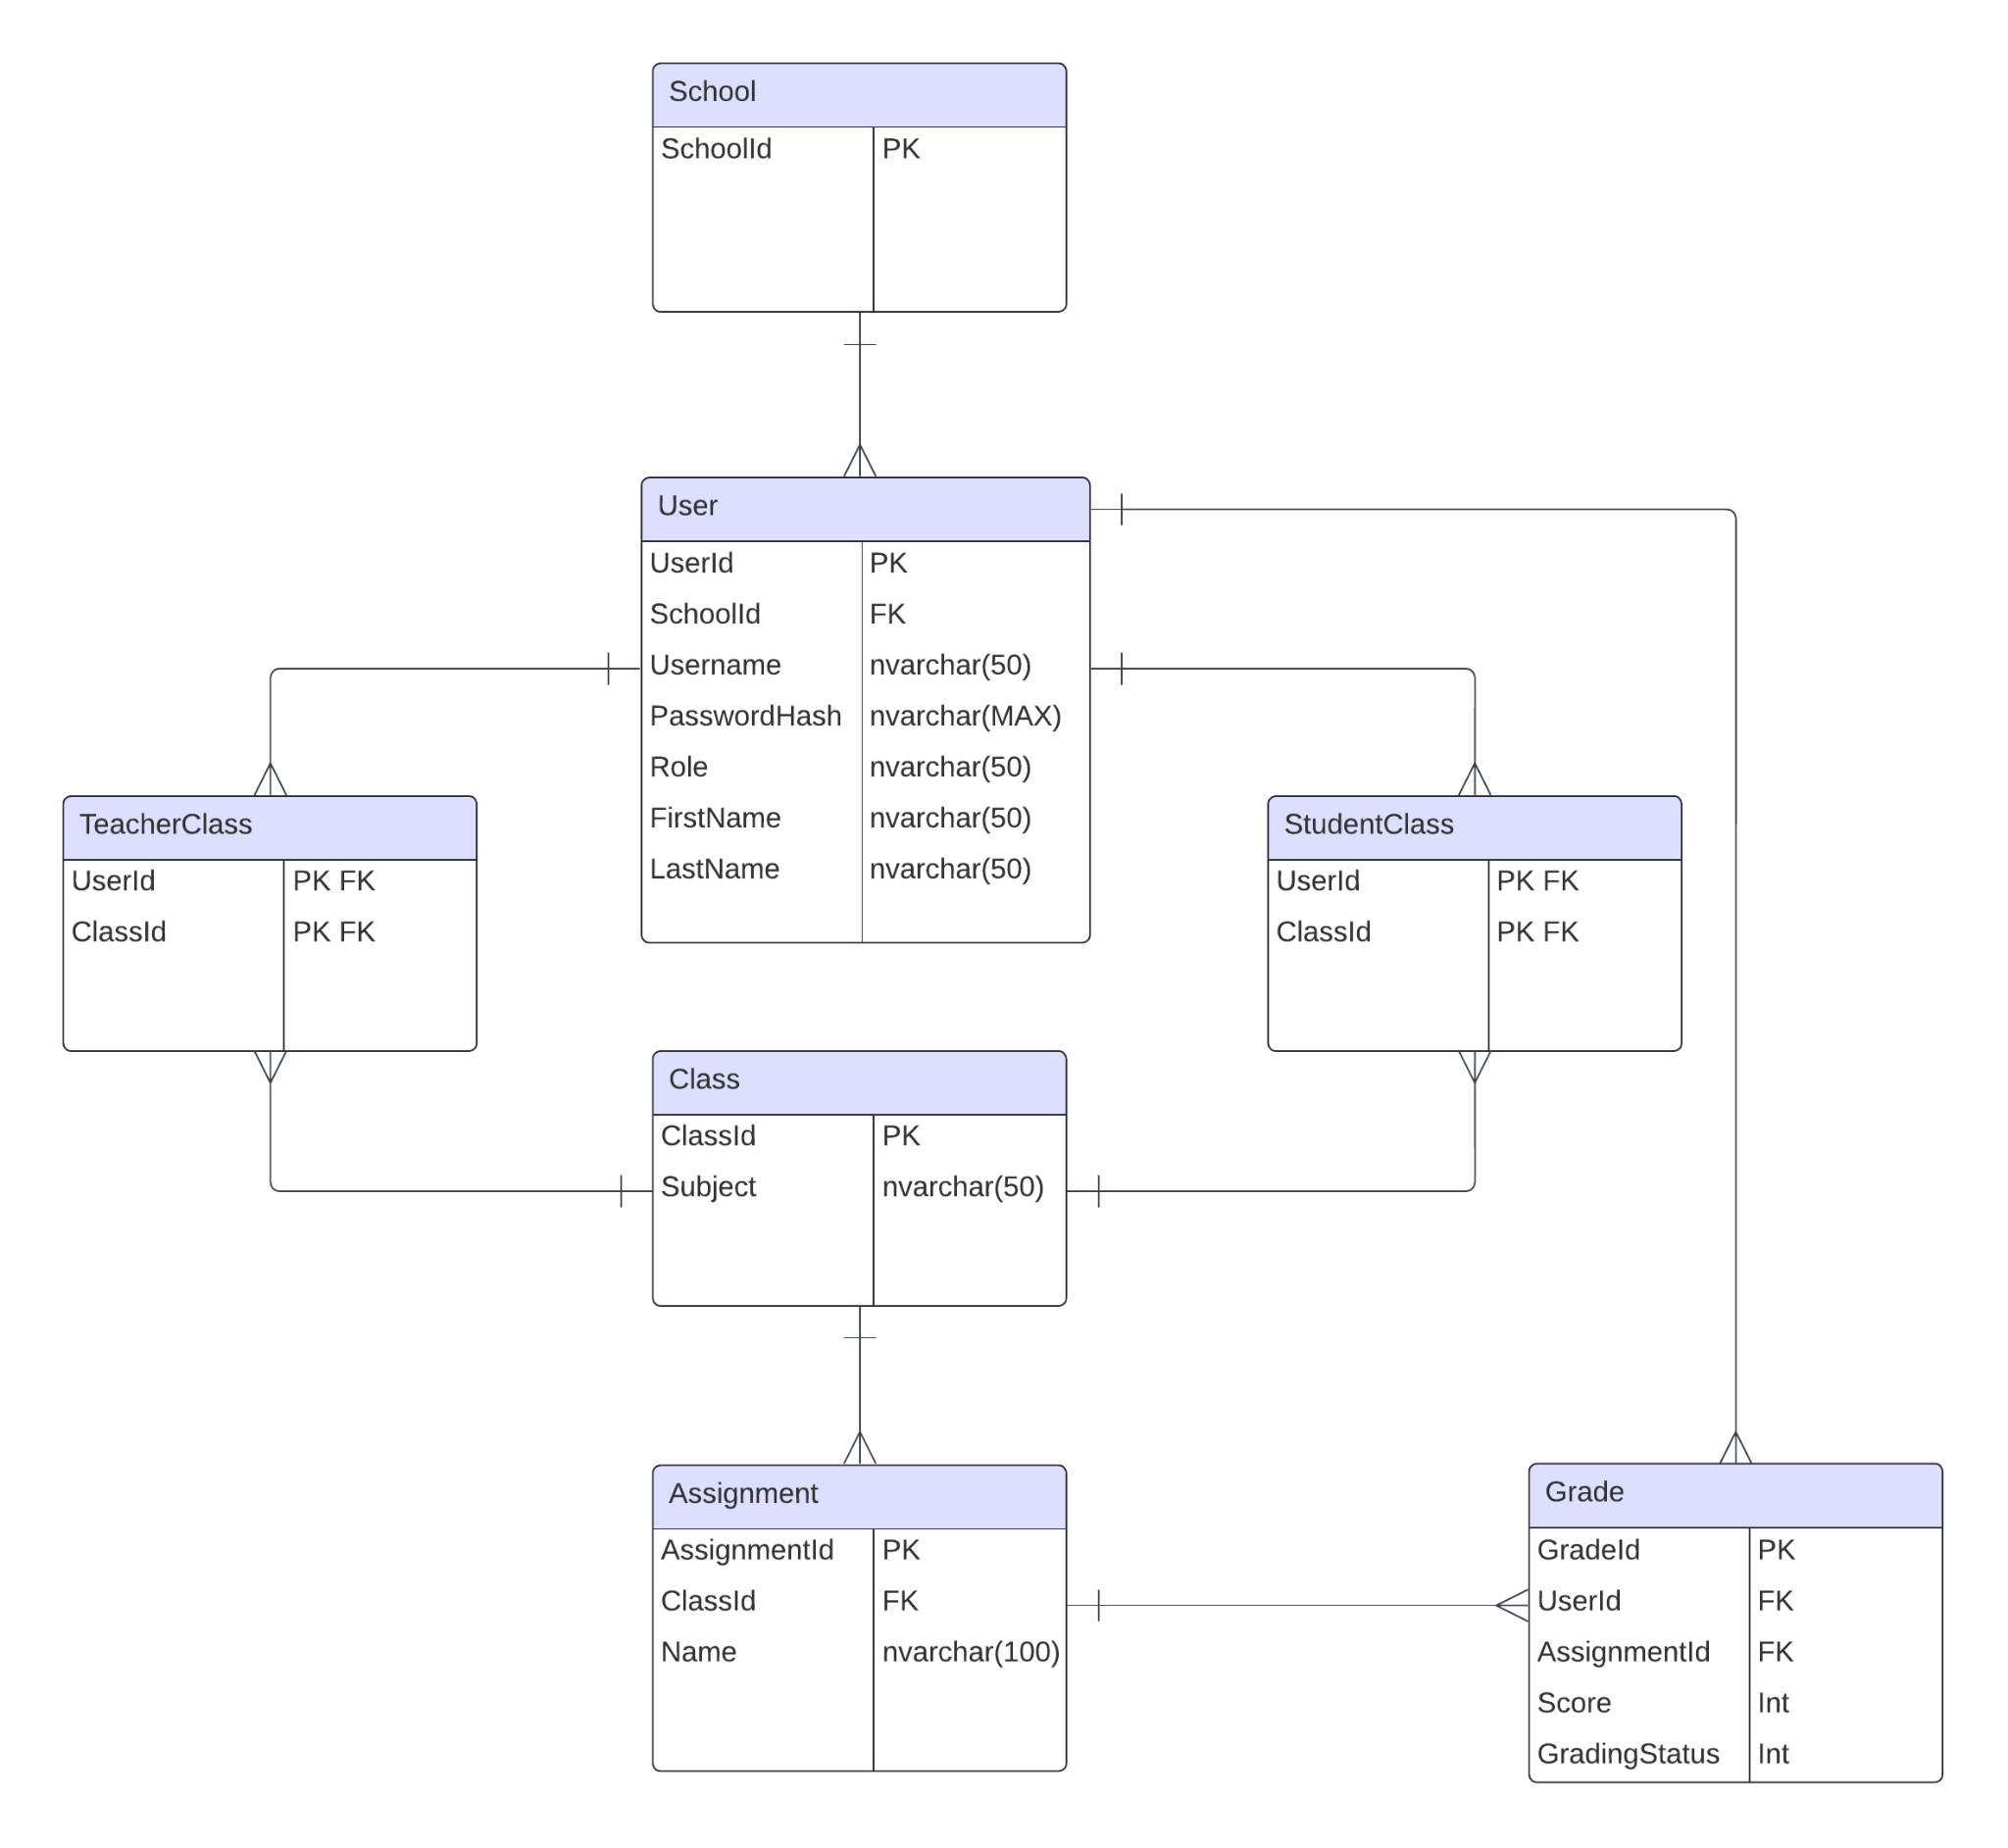 School
SchoolId PK
User
UserId PK
SchoolId FK
Username nvarchar(50)
PasswordHash nvarchar(MAX)
Role nvarchar(50)
FirstName nvarchar(50)
LastName nvarchar(50)
TeacherClass
UserId PK FK
ClassId PK FK
StudentClass
UserId PK FK
ClassId PK FK
Class
ClassId PK
Subject nvarchar(50)
Assignment
AssignmentId PK
ClassId FK
Name nvarchar(100)
Grade
GradeId PK
UserId FK
AssignmentId FK
Score Int
GradingStatus Int